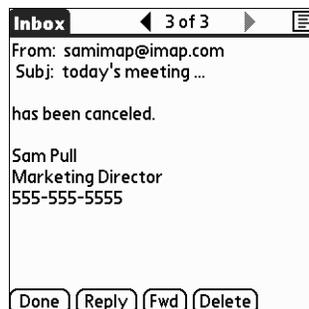 Inbox 3 of 3
From: samimap@imap.com
Subj: today's meeting ...
has been canceled.
Sam Pull
Marketing Director
555-555-5555
Done Reply Fwd Delete